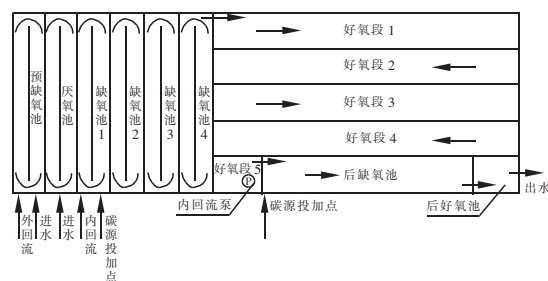 预缺氧池
厌氧池
缺氧池1
缺氧池2
缺氧池3
缺氧池4
好氧段 1
好氧段 2
好氧段 3
好氧段 4
好氧段 5
P
后缺氧池
出水
内回流泵
碳源投加点
后好氧池
外回流
进水
进水
内回流
碳源投加点